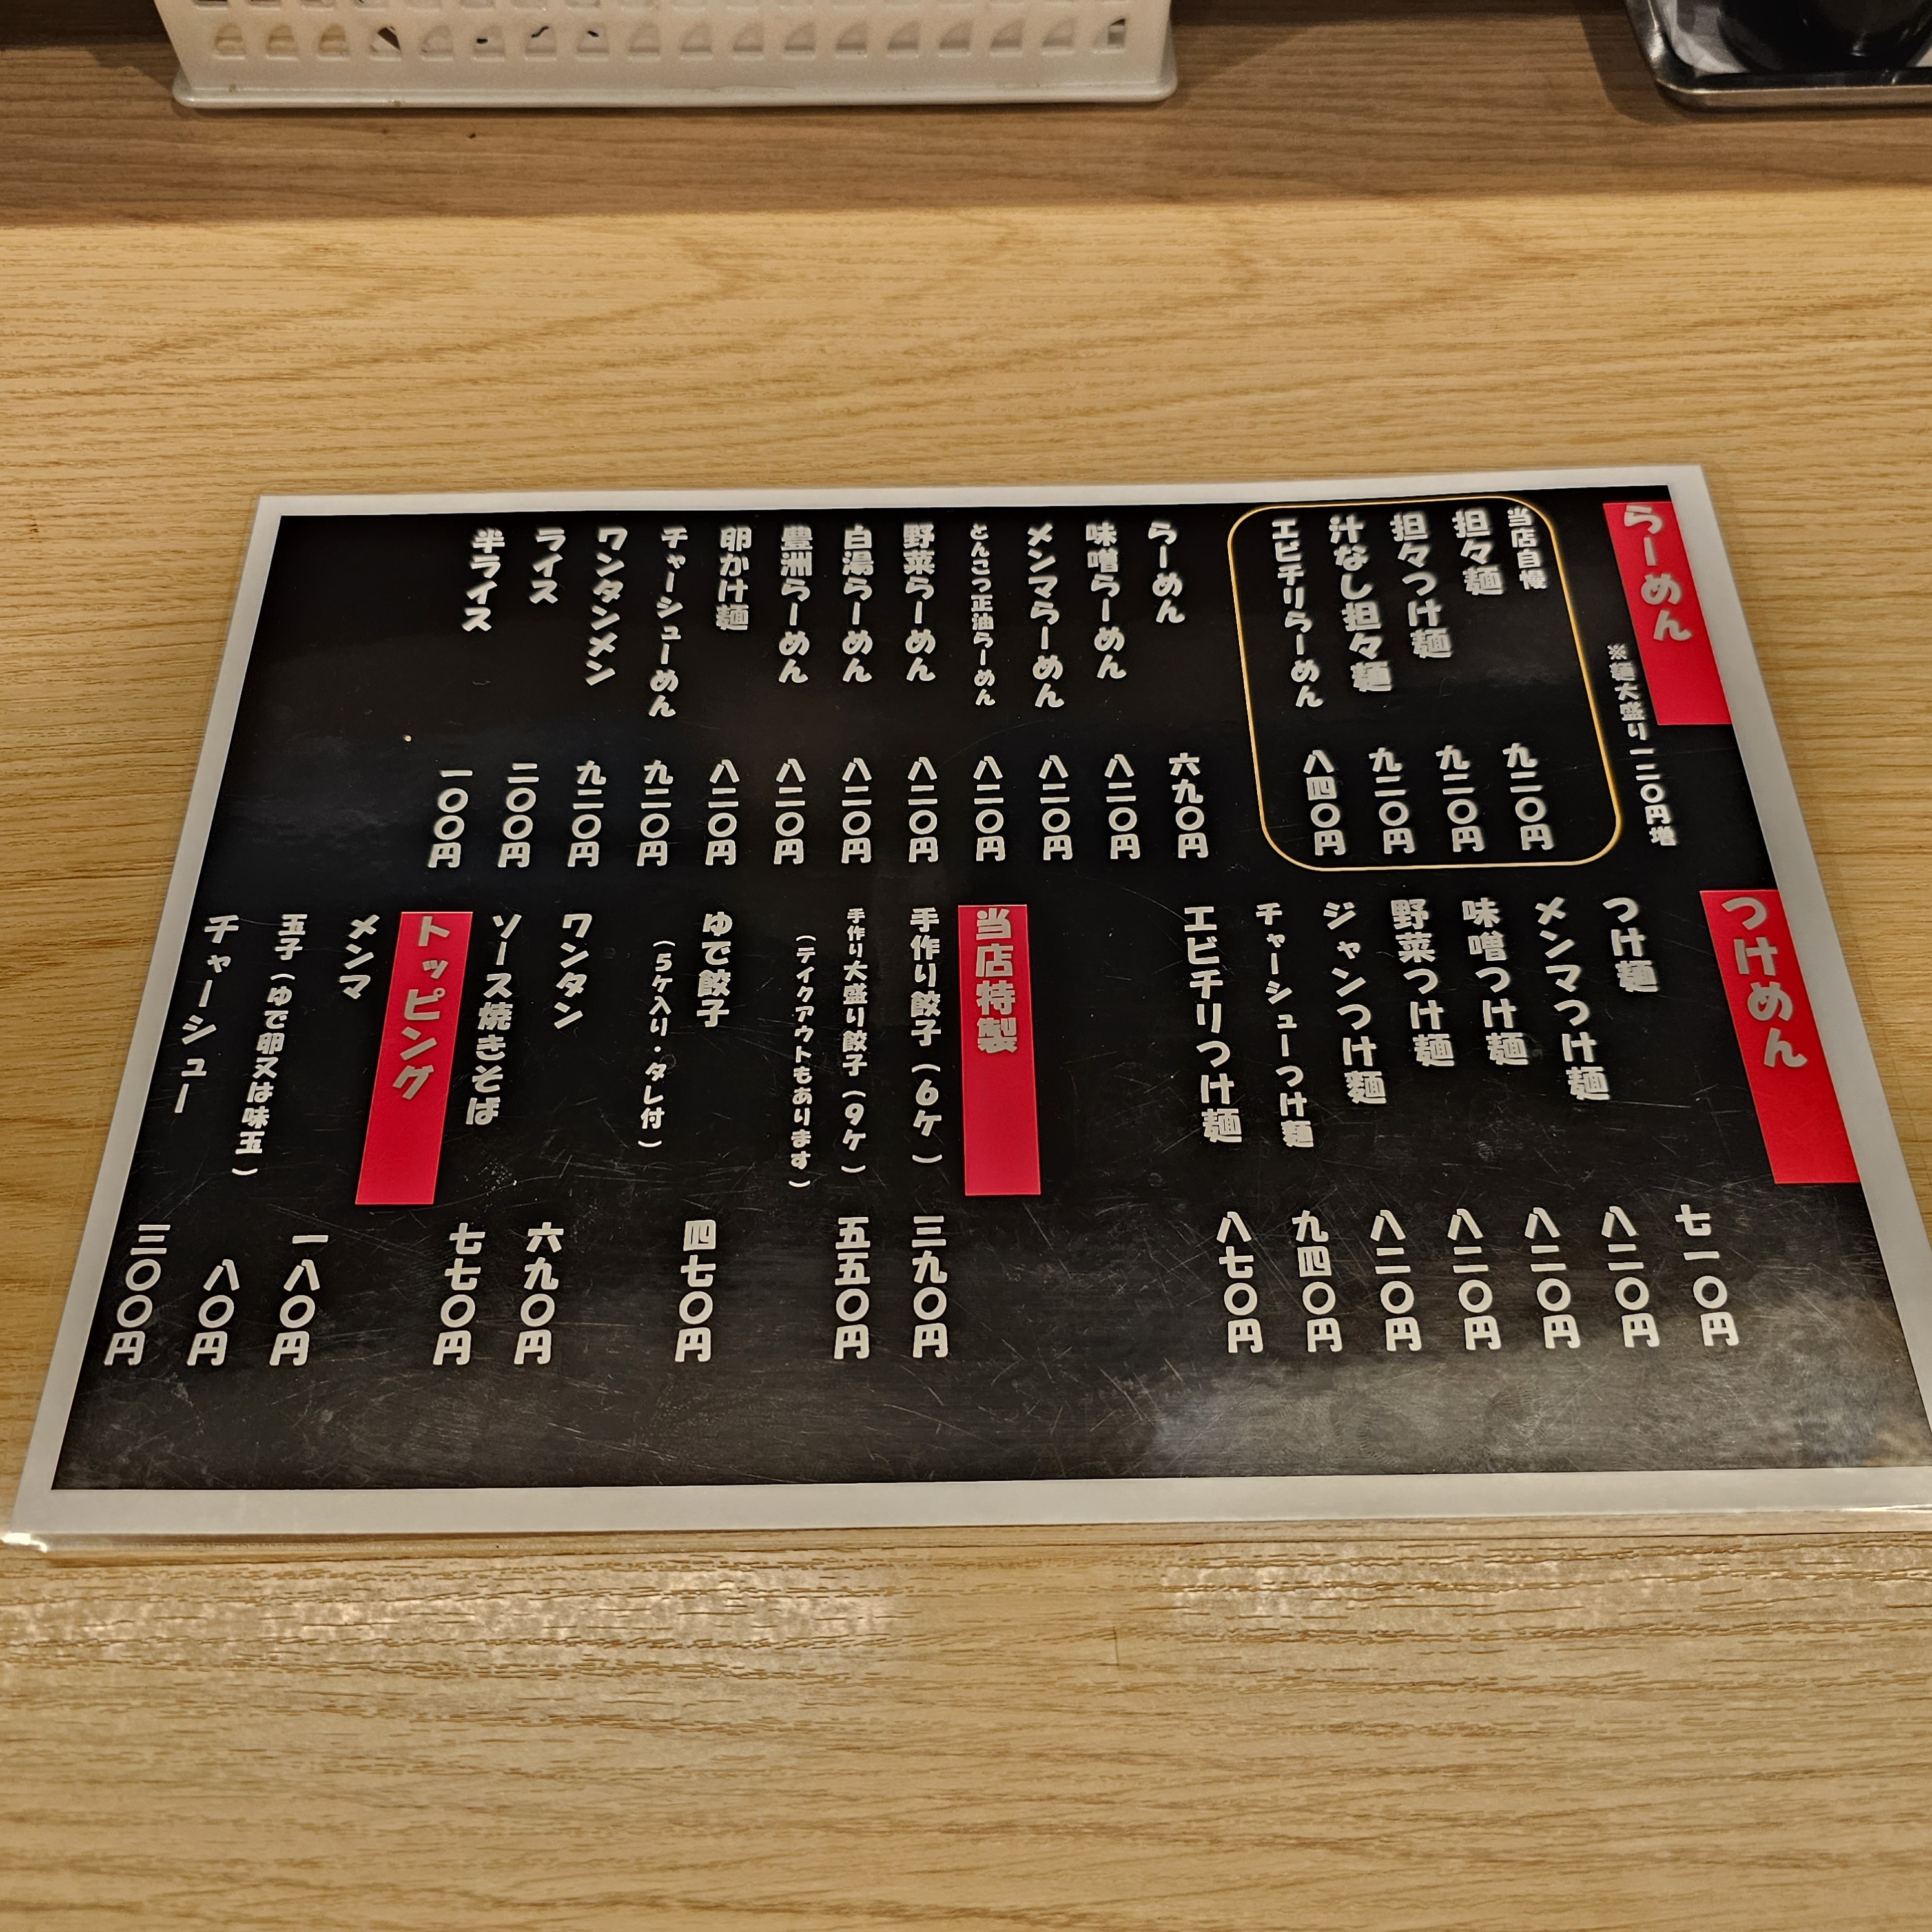 らーめん
※麺大盛り一二〇円増
当店自慢
担々麺 九二〇円
担々つけ麺 九二〇円
汁なし担々麺 九二〇円
エビチリらーめん 八四〇円
らーめん 六九〇円
味噌らーめん 八二〇円
メンマらーめん 八二〇円
とんこつ正油らーめん 八二〇円
野菜らーめん 八二〇円
白湯らーめん 八二〇円
豊洲らーめん 八二〇円
卵かけ麺 八二〇円
チャーシューめん 九二〇円
ワンタンメン 九二〇円
ライス 二〇〇円
半ライス 一〇〇円
つけめん
つけ麺 七一〇円
メンマつけ麺 八二〇円
味噌つけ麺 八二〇円
野菜つけ麺 八二〇円
ジャンつけ麺 八二〇円
チャーシューつけ麺 九四〇円
エビチリつけ麺 八七〇円
当店特製
手作り餃子（6ケ） 三九〇円
手作り大盛り餃子（9ケ） 五五〇円
（テイクアウトもあります）
ゆで餃子 四七〇円
（5ケ入り・タレ付）
ワンタン 六九〇円
ソース焼きそば 七七〇円
トッピング
メンマ 一八〇円
玉子（ゆで卵又は味玉） 八〇円
チャーシュー 三〇〇円